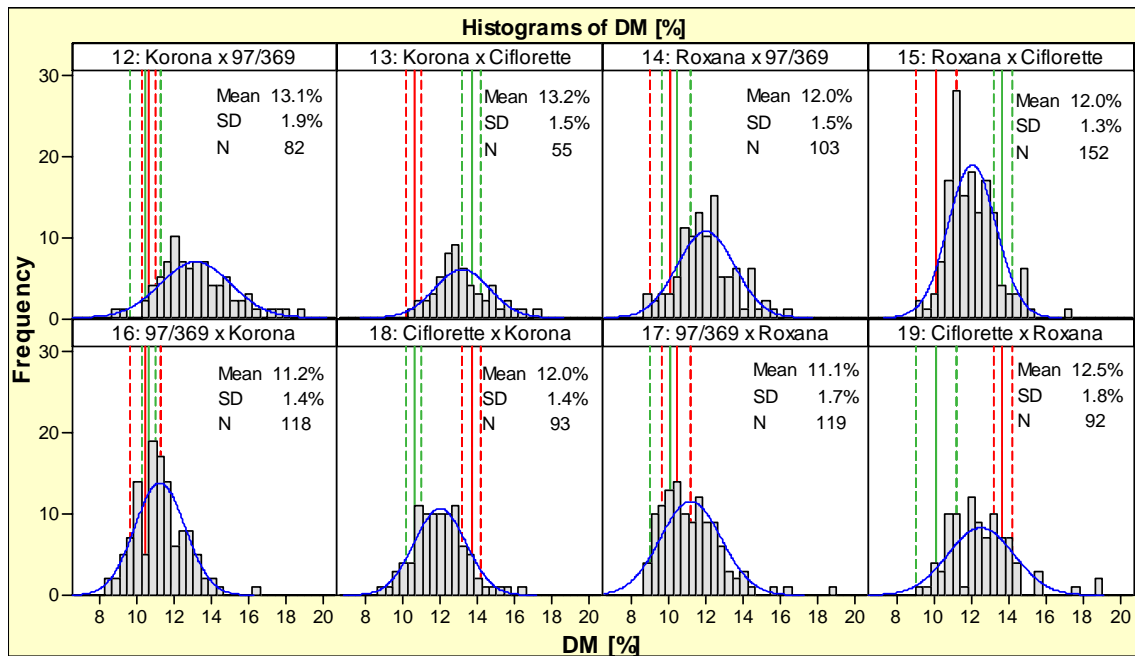 Histograms of DM [%]
12: Korona x 97/369
13: Korona x Ciflorette
14: Roxana x 97/369
15: Roxana x Ciflorette
30
20
10
0
Mean 13.1%
SD 1.9%
N 82
Mean 13.2%
SD 1.5%
N 55
Mean 12.0%
SD 1.5%
N 103
Mean 12.0%
SD 1.3%
N 152
Frequency
16: 97/369 x Korona
18: Ciflorette x Korona
17: 97/369 x Roxana
19: Ciflorette x Roxana
30
20
10
0
Mean 11.2%
SD 1.4%
N 118
Mean 12.0%
SD 1.4%
N 93
Mean 11.1%
SD 1.7%
N 119
Mean 12.5%
SD 1.8%
N 92
8 10 12 14 16 18 20 8 10 12 14 16 18 20 8 10 12 14 16 18 20 8 10 12 14 16 18 20
DM [%]